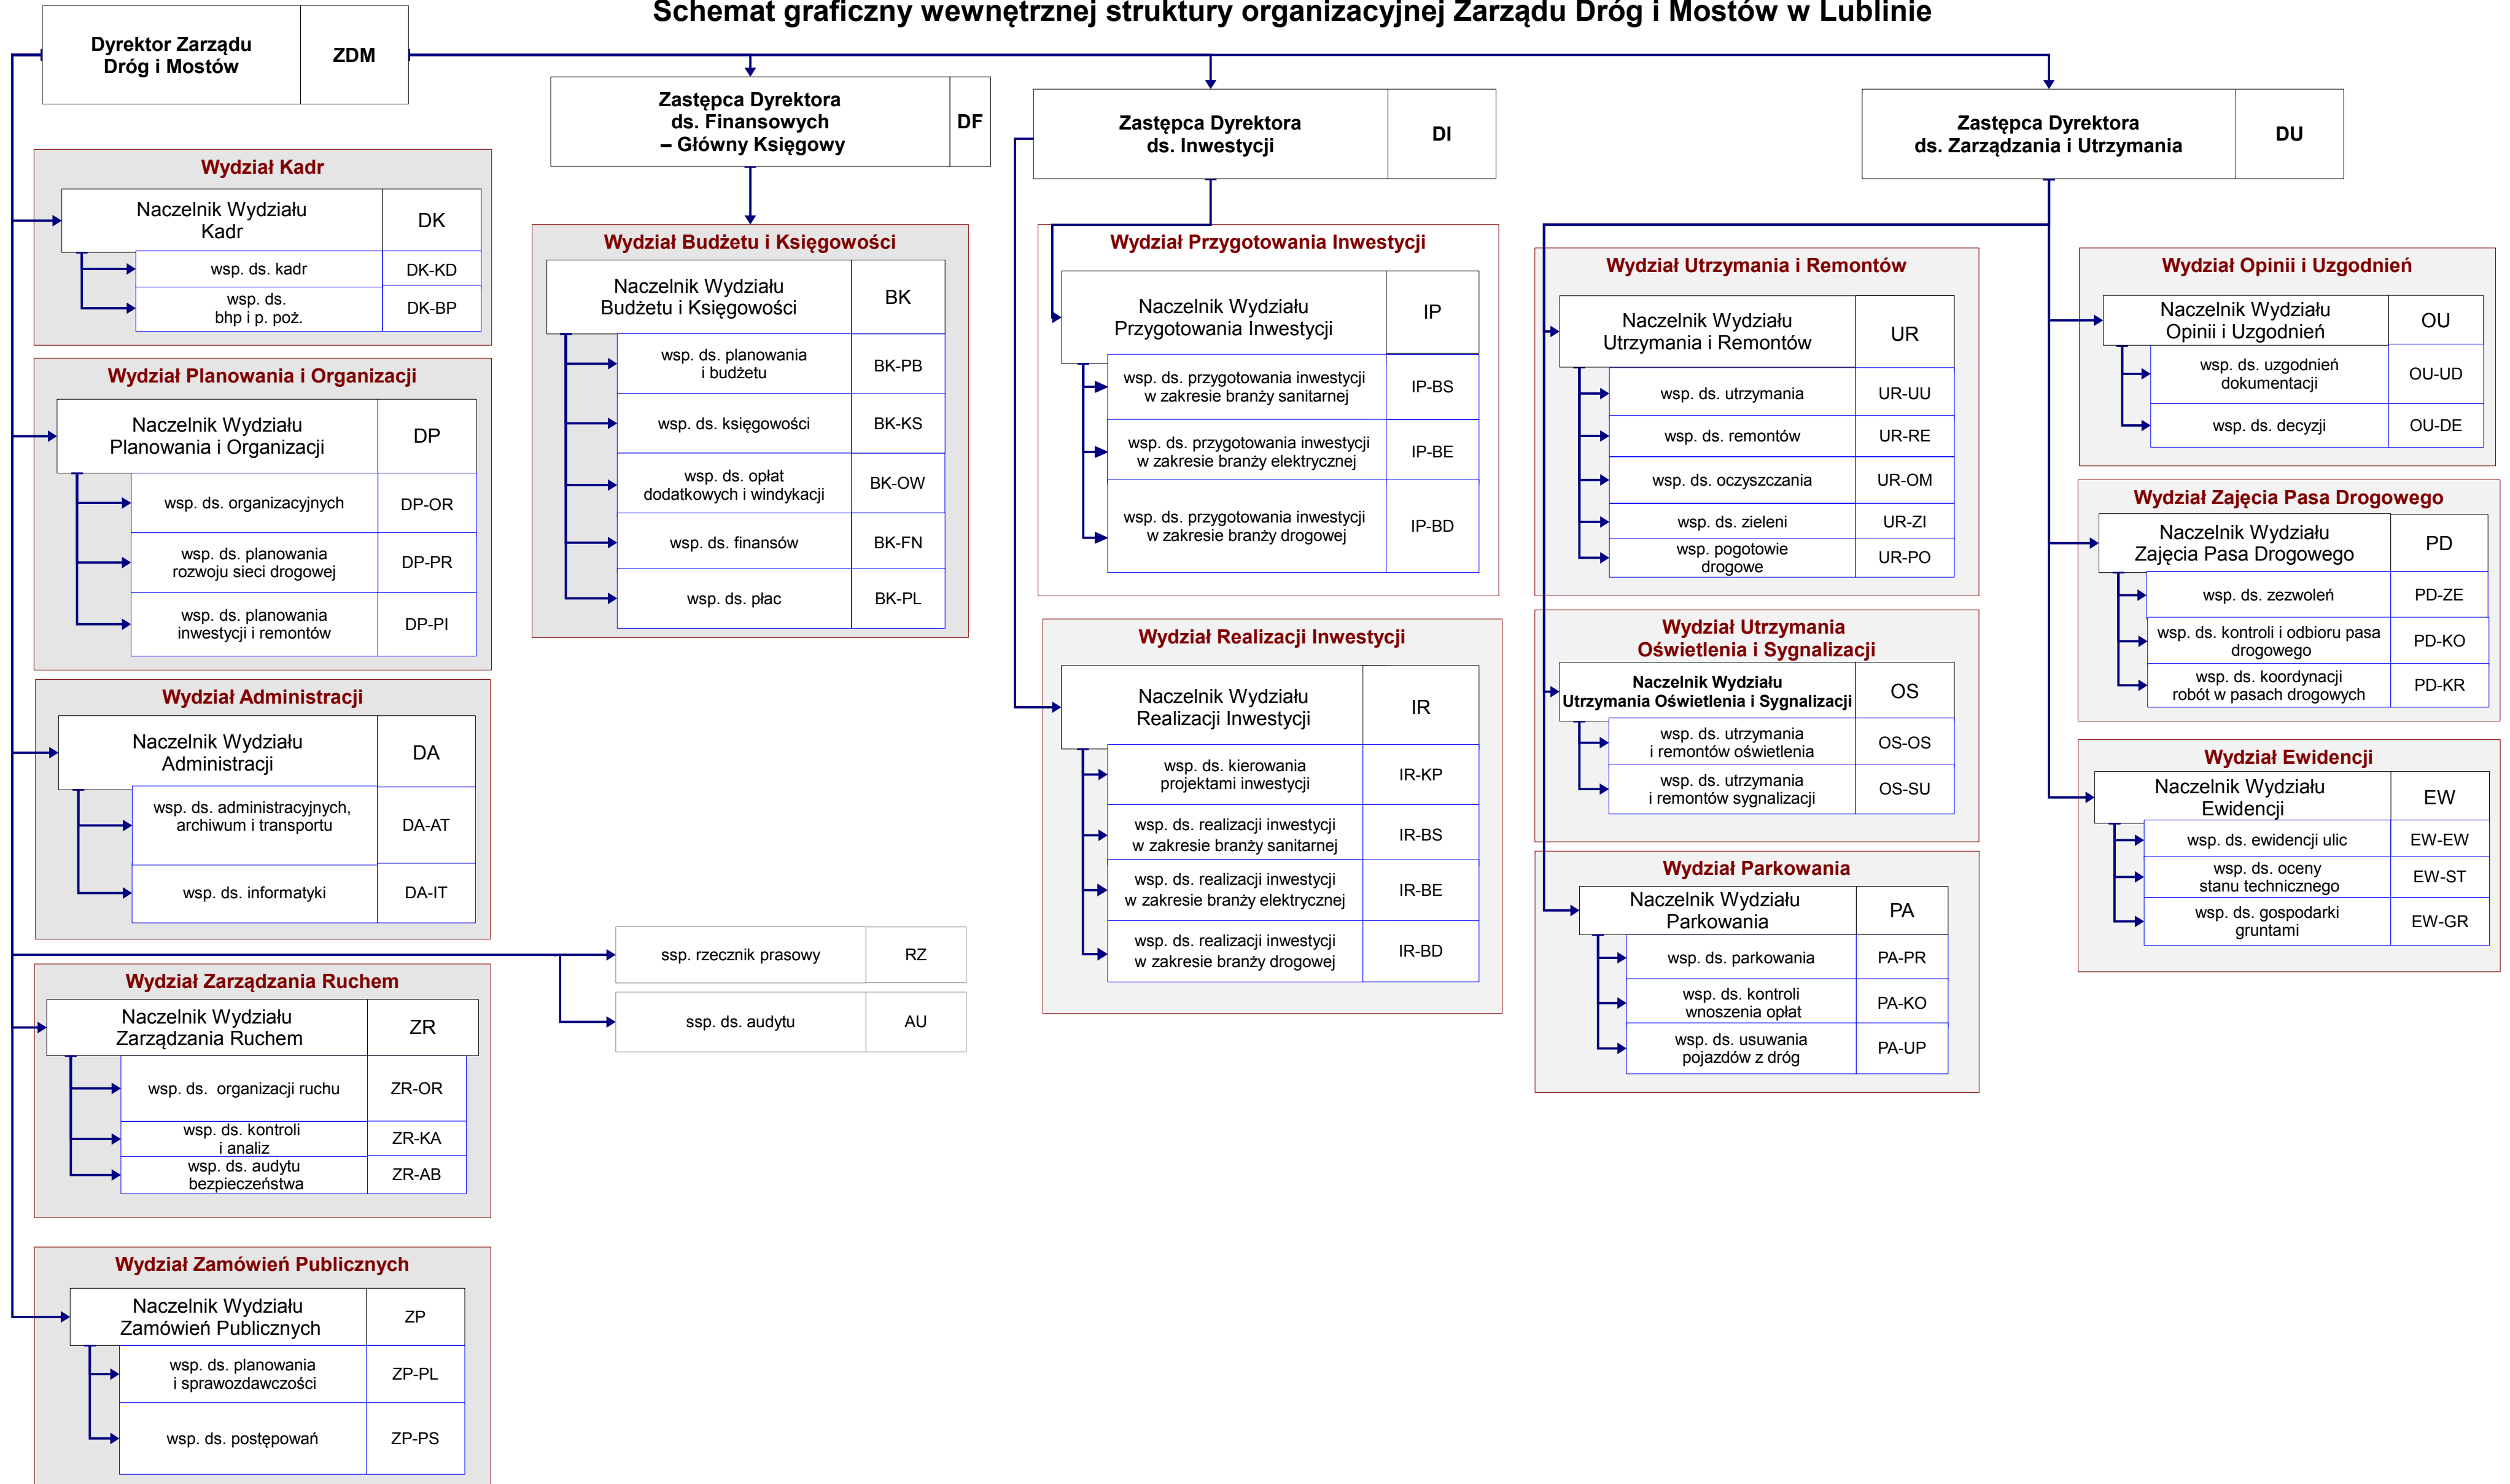 Schemat graficzny wewnętrznej struktury organizacyjnej Zarządu Dróg i Mostów w Lublinie
Dyrektor Zarządu
Dróg i Mostów
ZDM
Zastępca Dyrektora
ds. Finansowych
– Główny Księgowy
DF
Zastępca Dyrektora
ds. Inwestycji
DI
Zastępca Dyrektora
ds. Zarządzania i Utrzymania
DU
Wydział Kadr
Naczelnik Wydziału
Kadr
DK
wsp. ds. kadr
DK-KD
wsp. ds.
bhp i p. poż.
DK-BP
Wydział Planowania i Organizacji
Naczelnik Wydziału
Planowania i Organizacji
DP
wsp. ds. organizacyjnych
DP-OR
wsp. ds. planowania
rozwoju sieci drogowej
DP-PR
wsp. ds. planowania
inwestycji i remontów
DP-PI
Wydział Administracji
Naczelnik Wydziału
Administracji
DA
wsp. ds. administracyjnych,
archiwum i transportu
DA-AT
wsp. ds. informatyki
DA-IT
Wydział Zarządzania Ruchem
Naczelnik Wydziału
Zarządzania Ruchem
ZR
wsp. ds. organizacji ruchu
ZR-OR
wsp. ds. kontroli
i analiz
ZR-KA
wsp. ds. audytu
bezpieczeństwa
ZR-AB
Wydział Zamówień Publicznych
Naczelnik Wydziału
Zamówień Publicznych
ZP
wsp. ds. planowania
i sprawozdawczości
ZP-PL
wsp. ds. postępowań
ZP-PS
Wydział Budżetu i Księgowości
Naczelnik Wydziału
Budżetu i Księgowości
BK
wsp. ds. planowania
i budżetu
BK-PB
wsp. ds. księgowości
BK-KS
wsp. ds. opłat
dodatkowych i windykacji
BK-OW
wsp. ds. finansów
BK-FN
wsp. ds. płac
BK-PL
ssp. rzecznik prasowy
RZ
ssp. ds. audytu
AU
Wydział Przygotowania Inwestycji
Naczelnik Wydziału
Przygotowania Inwestycji
IP
wsp. ds. przygotowania inwestycji
w zakresie branży sanitarnej
IP-BS
wsp. ds. przygotowania inwestycji
w zakresie branży elektrycznej
IP-BE
wsp. ds. przygotowania inwestycji
w zakresie branży drogowej
IP-BD
Wydział Realizacji Inwestycji
Naczelnik Wydziału
Realizacji Inwestycji
IR
wsp. ds. kierowania
projektami inwestycji
IR-KP
wsp. ds. realizacji inwestycji
w zakresie branży sanitarnej
IR-BS
wsp. ds. realizacji inwestycji
w zakresie branży elektrycznej
IR-BE
wsp. ds. realizacji inwestycji
w zakresie branży drogowej
IR-BD
Wydział Utrzymania i Remontów
Naczelnik Wydziału
Utrzymania i Remontów
UR
wsp. ds. utrzymania
UR-UU
wsp. ds. remontów
UR-RE
wsp. ds. oczyszczania
UR-OM
wsp. ds. zieleni
UR-ZI
wsp. pogotowie
drogowe
UR-PO
Wydział Utrzymania
Oświetlenia i Sygnalizacji
Naczelnik Wydziału
Utrzymania Oświetlenia i Sygnalizacji
OS
wsp. ds. utrzymania
i remontów oświetlenia
OS-OS
wsp. ds. utrzymania
i remontów sygnalizacji
OS-SU
Wydział Parkowania
Naczelnik Wydziału
Parkowania
PA
wsp. ds. parkowania
PA-PR
wsp. ds. kontroli
wnoszenia opłat
PA-KO
wsp. ds. usuwania
pojazdów z dróg
PA-UP
Wydział Opinii i Uzgodnień
Naczelnik Wydziału
Opinii i Uzgodnień
OU
wsp. ds. uzgodnień
dokumentacji
OU-UD
wsp. ds. decyzji
OU-DE
Wydział Zajęcia Pasa Drogowego
Naczelnik Wydziału
Zajęcia Pasa Drogowego
PD
wsp. ds. zezwoleń
PD-ZE
wsp. ds. kontroli i odbioru pasa
drogowego
PD-KO
wsp. ds. koordynacji
robót w pasach drogowych
PD-KR
Wydział Ewidencji
Naczelnik Wydziału
Ewidencji
EW
wsp. ds. ewidencji ulic
EW-EW
wsp. ds. oceny
stanu technicznego
EW-ST
wsp. ds. gospodarki
gruntami
EW-GR